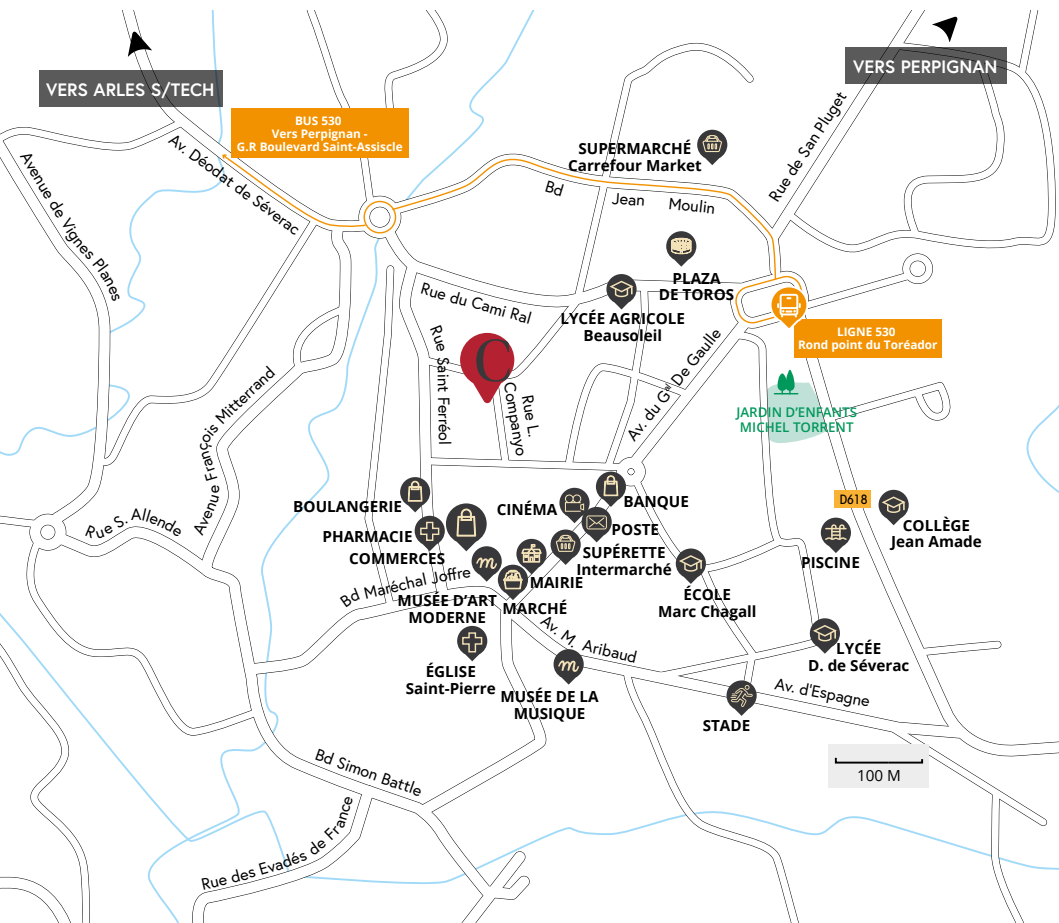 VERS ARLES S/TECH
VERS PERPIGNAN
BUS 530
Vers Perpignan -
G.R Boulevard Saint-Assiscle
Av. Déodat de Séverac
Avenue de Vignes Planes
SUPERMARCHÉ
Carrefour Market
Rue de San Pluget
Bd Jean Moulin
PLAZA
DE TOROS
Rue du Cami Ral
LYCÉE AGRICOLE
Beausoleil
LIGNE 530
Rond point du Toréador
Rue Saint Ferréol
C
Rue L.
Companyo
Av. du Gal De Gaulle
JARDIN D'ENFANTS
MICHEL TORRENT
Avenue François Mitterrand
D618
BOULANGERIE
CINÉMA
BANQUE
Rue S. Allende
PHARMACIE
POSTE
COLLÈGE
Jean Amade
COMMERCES
SUPÉRETTE
Intermarché
PISCINE
m
Bd Maréchal Joffre
MAIRIE
MUSÉE D'ART
MODERNE
MARCHÉ
ÉCOLE
Marc Chagall
Av. M. Aribaud
LYCÉE
D. de Séverac
ÉGLISE
Saint-Pierre
m
MUSÉE DE LA
MUSIQUE
Av. d'Espagne
STADE
Bd Simon Battle
100 M
Rue des Evadés de France